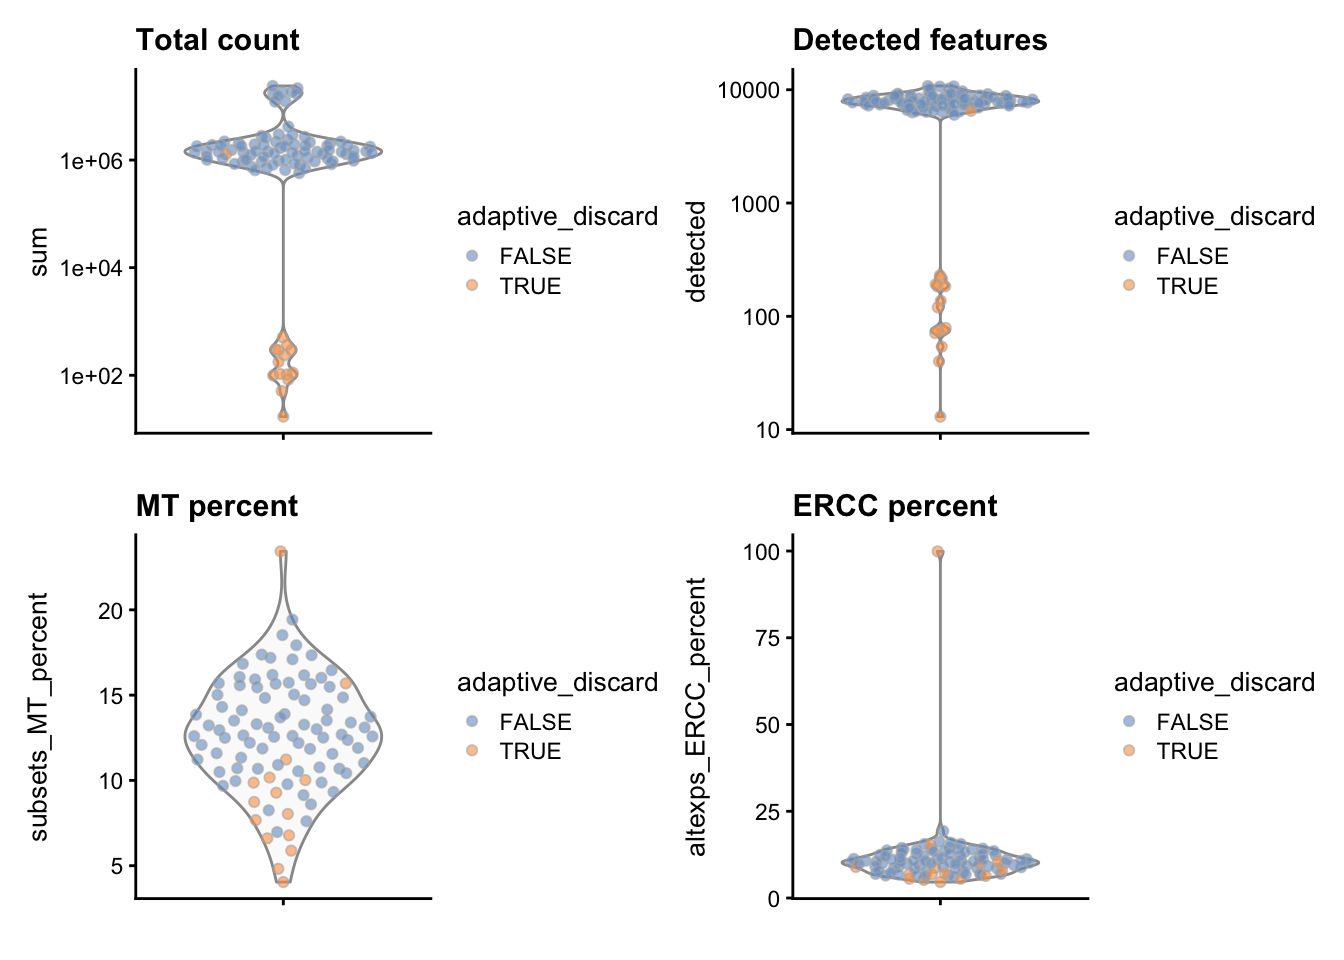 Total count
sum
1e+06
1e+04
1e+02
adaptive_discard
FALSE
TRUE
Detected features
detected
10000
1000
100
10
adaptive_discard
FALSE
TRUE
MT percent
subsets_MT_percent
20
15
10
5
adaptive_discard
FALSE
TRUE
ERCC percent
altexps_ERCC_percent
100
75
50
25
0
adaptive_discard
FALSE
TRUE